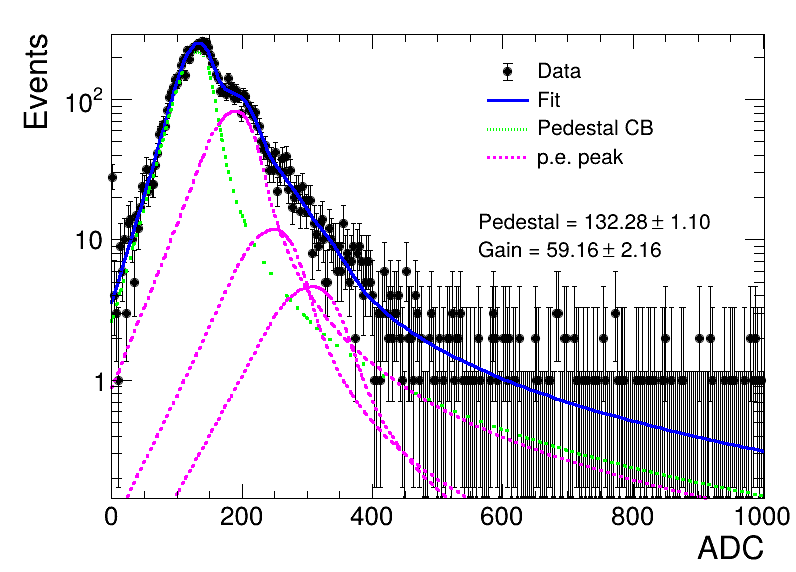 Events
10²
10
1
Data
Fit
Pedestal CB
p.e. peak
Pedestal = 132.28 ± 1.10
Gain = 59.16 ± 2.16
0 200 400 600 800 1000
ADC